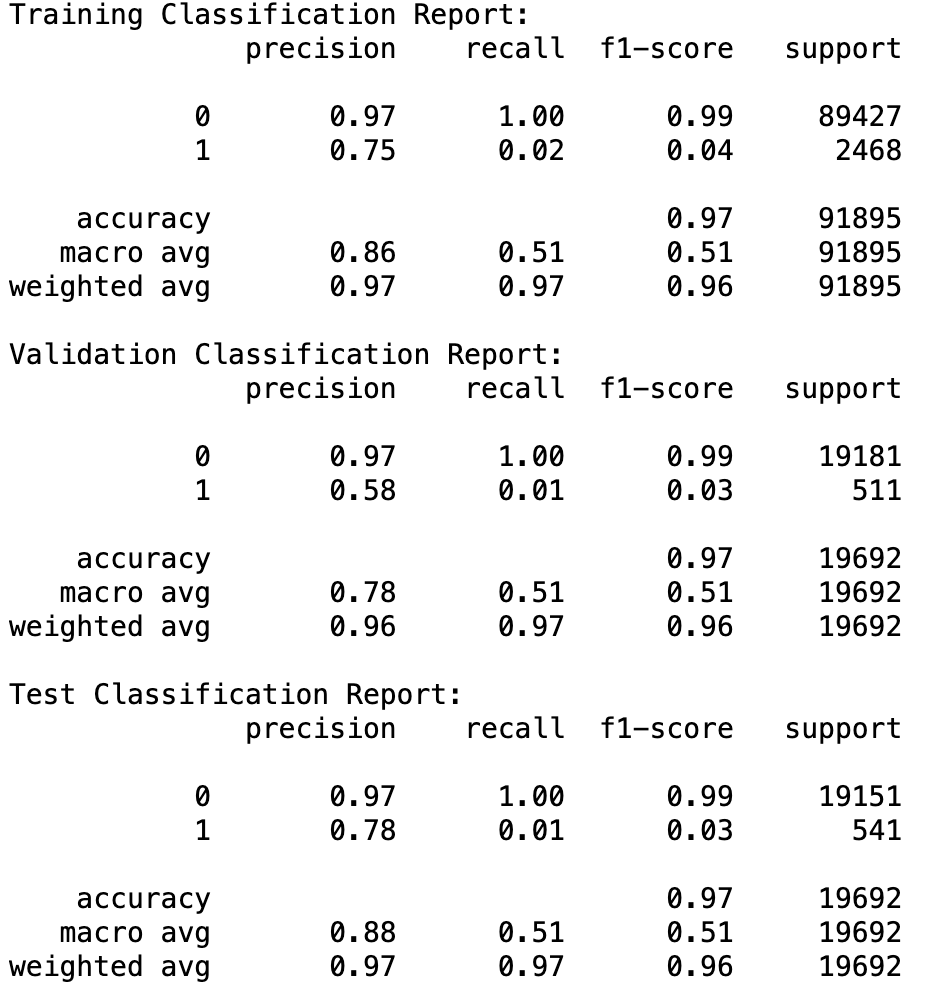 Training Classification Report:
precision recall f1-score support
0 0.97 1.00 0.99 89427
1 0.75 0.02 0.04 2468
accuracy 0.97 91895
macro avg 0.86 0.51 0.51 91895
weighted avg 0.97 0.97 0.96 91895
Validation Classification Report:
precision recall f1-score support
0 0.97 1.00 0.99 19181
1 0.58 0.01 0.03 511
accuracy 0.97 19692
macro avg 0.78 0.51 0.51 19692
weighted avg 0.96 0.97 0.96 19692
Test Classification Report:
precision recall f1-score support
0 0.97 1.00 0.99 19151
1 0.78 0.01 0.03 541
accuracy 0.97 19692
macro avg 0.88 0.51 0.51 19692
weighted avg 0.97 0.97 0.96 19692